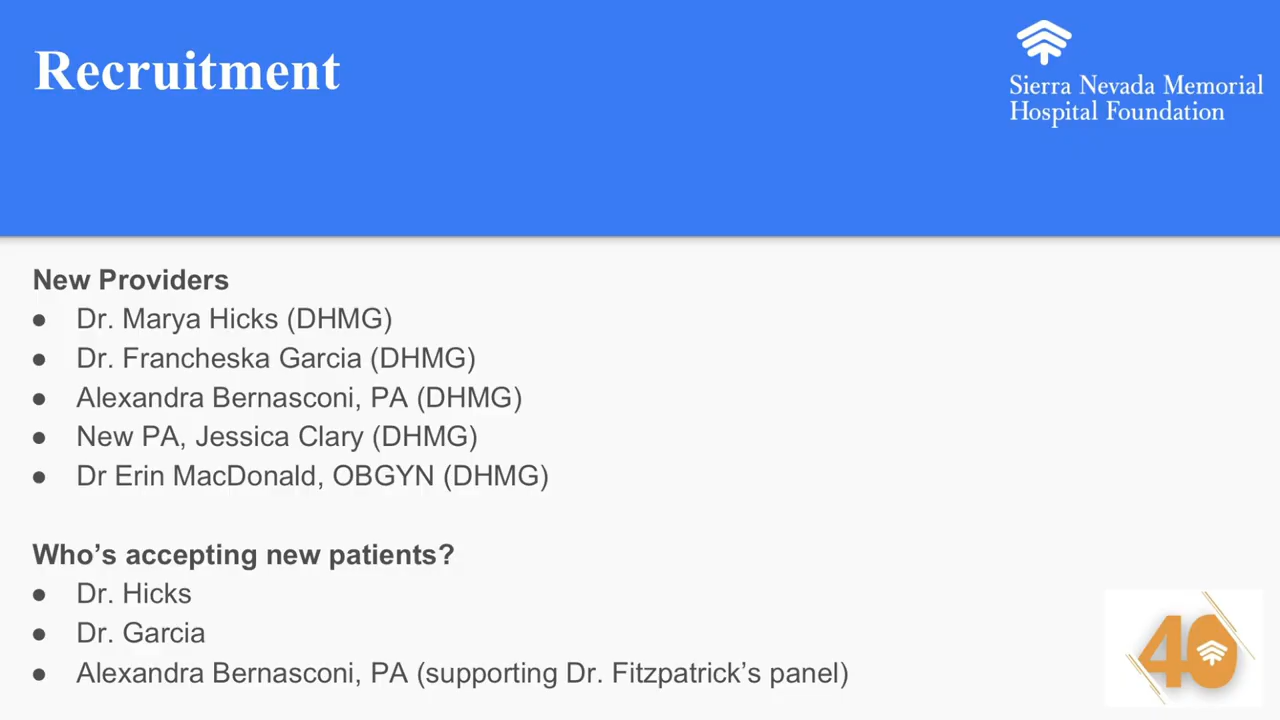 Recruitment
Sierra Nevada Memorial
Hospital Foundation
New Providers
● Dr. Marya Hicks (DHMG)
● Dr. Francheska Garcia (DHMG)
● Alexandra Bernasconi, PA (DHMG)
● New PA, Jessica Clary (DHMG)
● Dr Erin MacDonald, OBGYN (DHMG)
Who’s accepting new patients?
● Dr. Hicks
● Dr. Garcia
● Alexandra Bernasconi, PA (supporting Dr. Fitzpatrick’s panel)
40